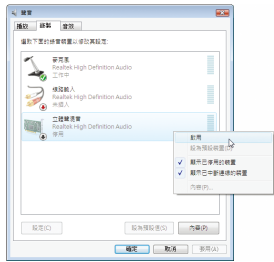 聲音
播放 錄製 音效
選取下面的錄音裝置以修改其設定:
麥克風
Realtek High Definition Audio
工作中
線路輸入
Realtek High Definition Audio
未插入
立體聲混音
Realtek High Definition Audio
停用
啟用
設為預設裝置(D)
顯示已停用的裝置
顯示已中斷連線的裝置
內容(P)...
設定(C) 設為預設值(S) 內容(P)
確定 取消 套用(A)